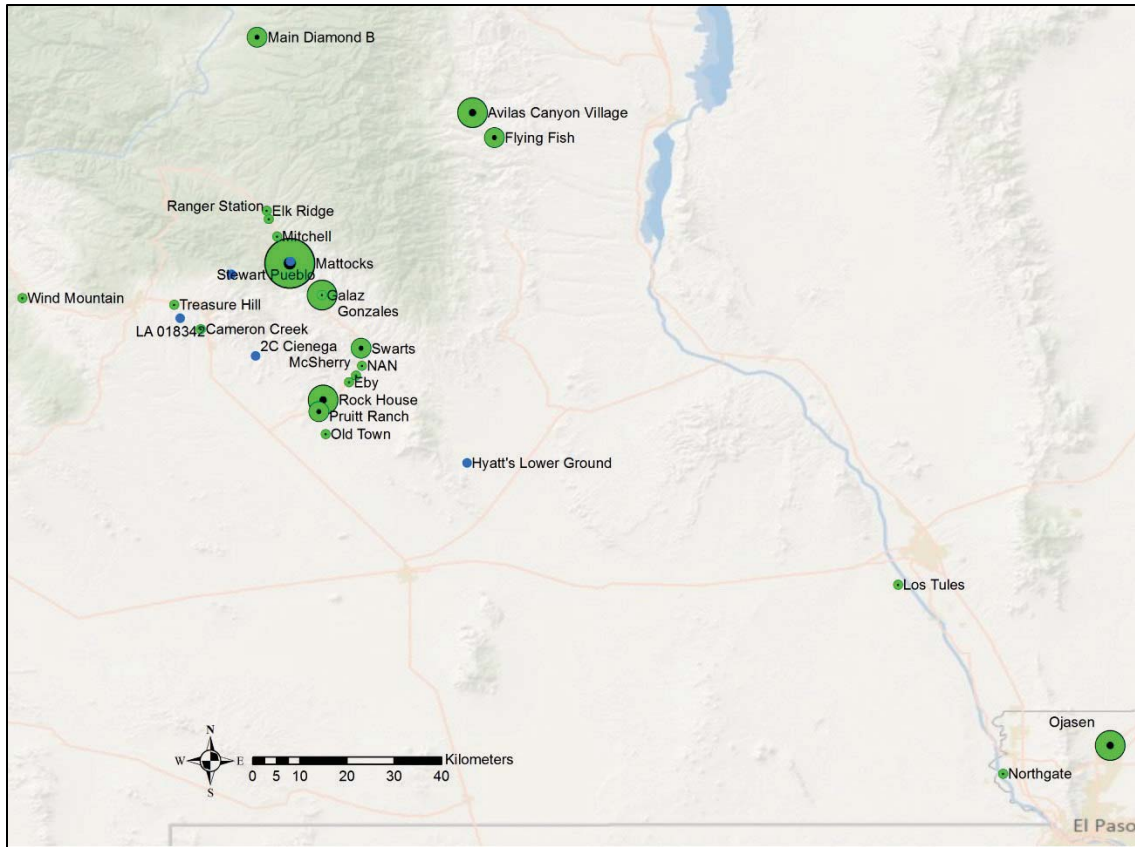 Main Diamond B
Avilas Canyon Village
Flying Fish
Ranger Station
Elk Ridge
Mitchell
Mattocks
Stewart Pueblo
Wind Mountain
Treasure Hill
Galaz
Gonzales
LA 018342
Cameron Creek
2C Cienega
Swarts
McSherry
NAN
Eby
Rock House
Pruitt Ranch
Old Town
Hyatt's Lower Ground
Los Tules
Ojasen
Northgate
El Paso
N
W E
S
Kilometers
0 5 10 20 30 40